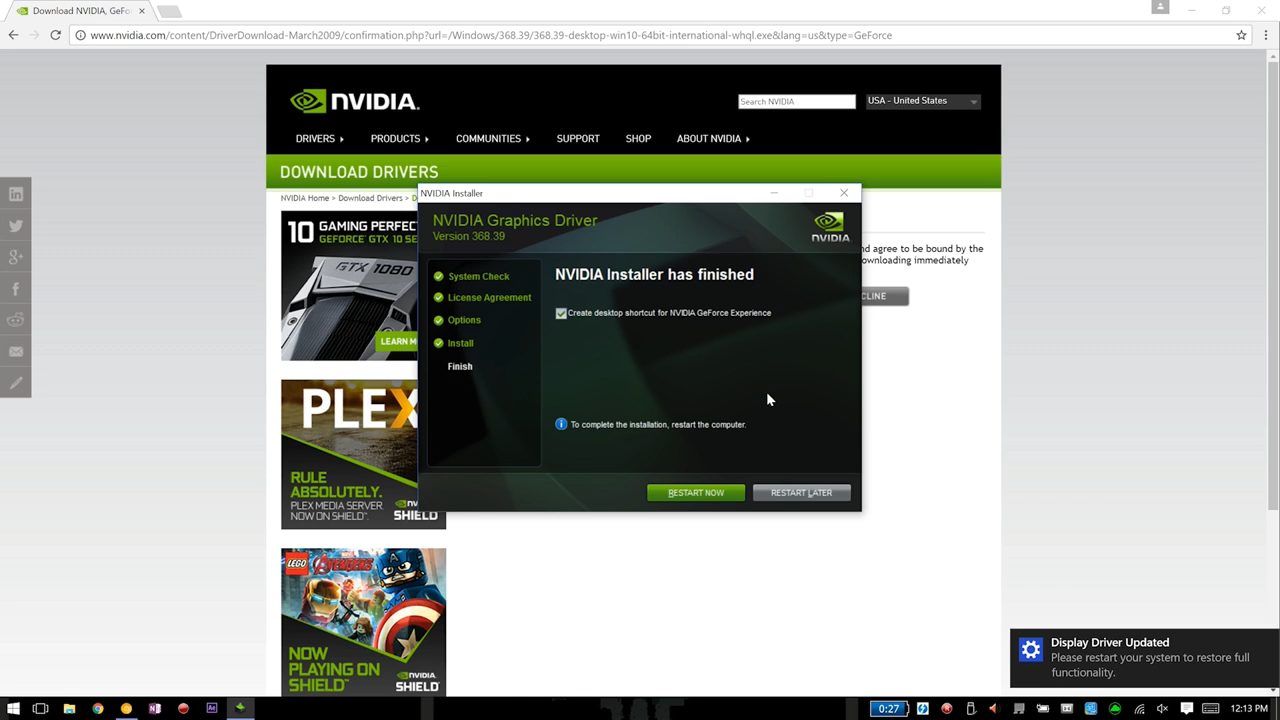 Download NVIDIA, GeFo
www.nvidia.com/content/DriverDownload-March2009/confirmation.php?url=/Windows/368.39/368.39-desktop-win10-64bit-international-whql.exe&lang=us&type=GeForce
NVIDIA.
Search NVIDIA
USA - United States
DRIVERS
PRODUCTS
COMMUNITIES
SUPPORT
SHOP
ABOUT NVIDIA
DOWNLOAD DRIVERS
NVIDIA Home > Download Drivers > D
10 GAMING PERFEC
GEFORCE GTX 10 SE
GTX 1080
LEARN M
nd agree to be bound by the
ownloading immediately
CLINE
NVIDIA Installer
NVIDIA Graphics Driver
Version 368.39
NVIDIA
System Check
License Agreement
Options
Install
Finish
NVIDIA Installer has finished
Create desktop shortcut for NVIDIA GeForce Experience
To complete the installation, restart the computer.
RESTART NOW
RESTART LATER
PLEX
RULE
ABSOLUTELY.
PLEX MEDIA SERVER.
NOW ON SHIELD™.
SHIELD™
LEGO
AVENGERS
NOW
PLAYING ON
SHIELD™
NVIDIA.
SHIELD™
Display Driver Updated
Please restart your system to restore full
functionality.
Ae
0:27
12:13 PM